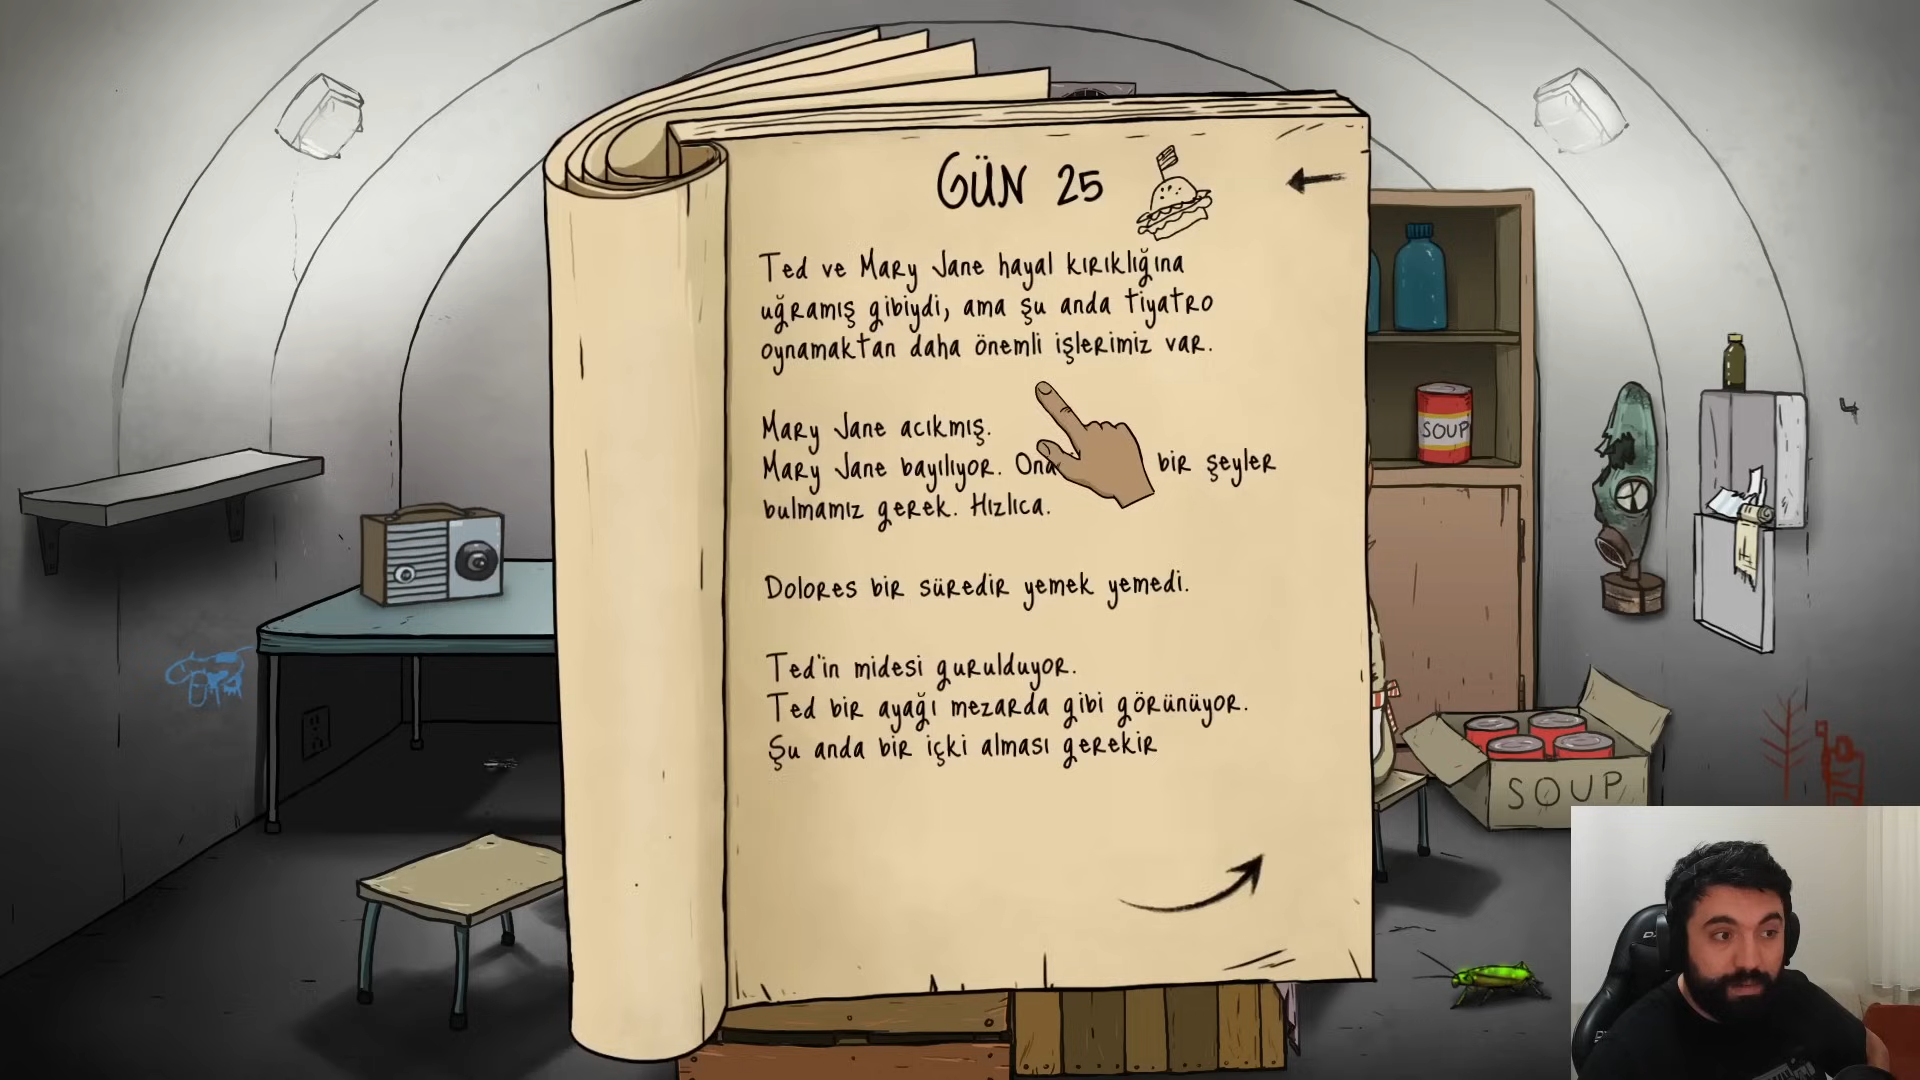 GÜN 25
Ted ve Mary Jane hayal kırıklığına
uğramış gibiydi, ama şu anda tiyatro
oynamaktan daha önemli işlerimiz var.
Mary Jane acıkmış.
Mary Jane bayılıyor. bir şeyler
bulmamız gerek. Hızlıca.
Dolores bir süredir yemek yemedi.
Ted'in midesi gurulduyor.
Ted bir ayağı mezarda gibi görünüyor.
Şu anda bir içki alması gerekir
SOUP
SOUP